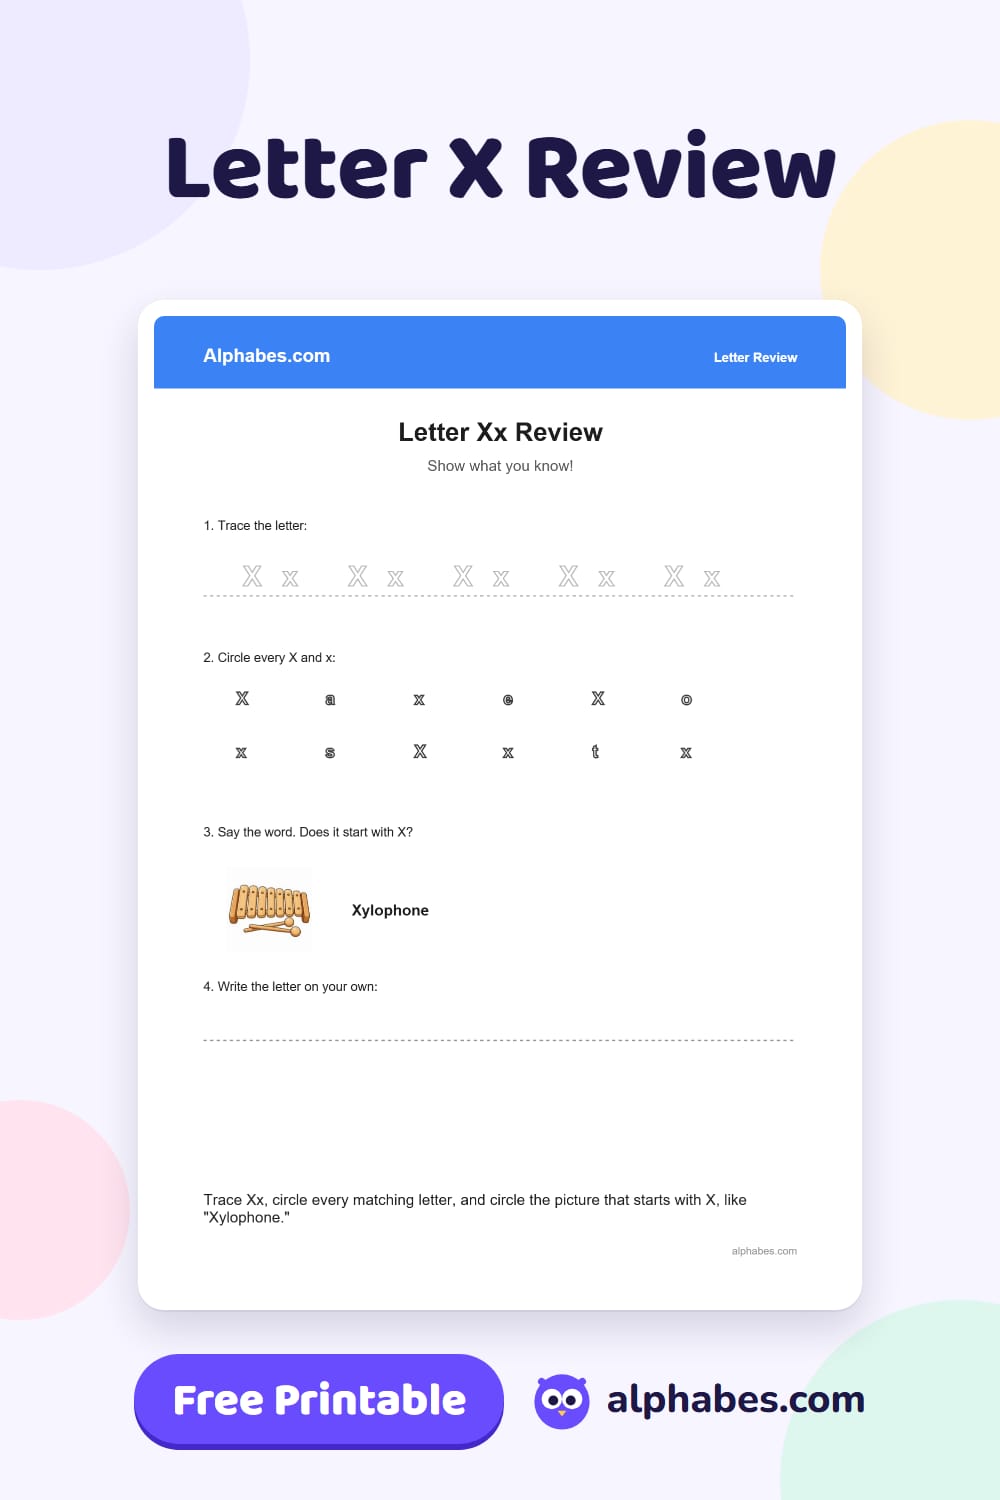 Letter X Review
Alphabes.com
Letter Review
Letter Xx Review
Show what you know!
1. Trace the letter:
X x X x X x X x X x
2. Circle every X and x:
X a x e X o
x s X x t x
3. Say the word. Does it start with X?
Xylophone
4. Write the letter on your own:
Trace Xx, circle every matching letter, and circle the picture that starts with X, like
"Xylophone."
alphabes.com
Free Printable
alphabes.com